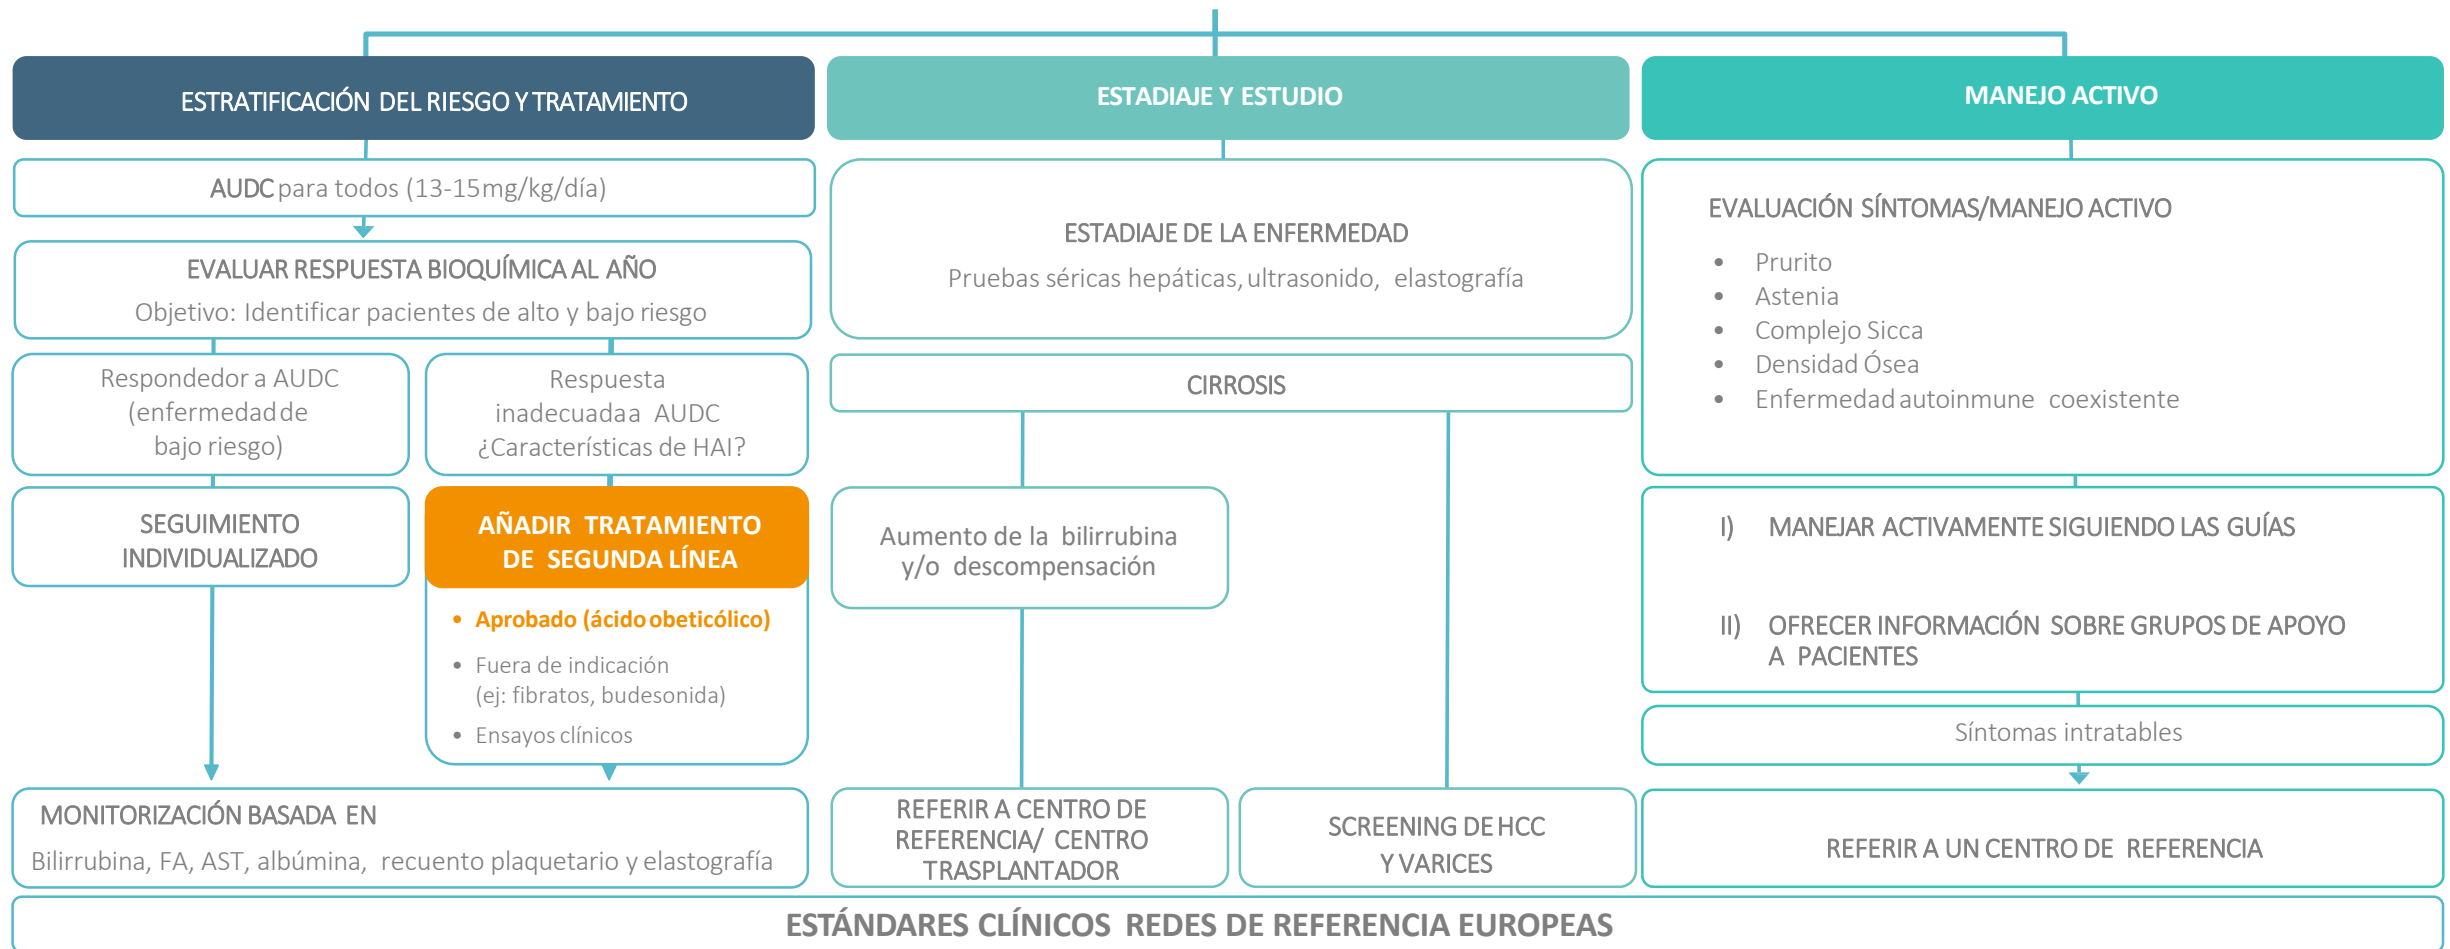 ESTRATIFICACIÓN DEL RIESGO Y TRATAMIENTO
AUDC para todos (13-15mg/kg/día)
EVALUAR RESPUESTA BIOQUÍMICA AL AÑO
Objetivo: Identificar pacientes de alto y bajo riesgo
Respondedor a AUDC
(enfermedad de
bajo riesgo)
Respuesta
inadecuada a AUDC
¿Características de HAI?
SEGUIMIENTO
INDIVIDUALIZADO
AÑADIR TRATAMIENTO
DE SEGUNDA LÍNEA
• Aprobado (ácido obeticólico)
• Fuera de indicación
(ej: fibratos, budesonida)
• Ensayos clínicos
MONITORIZACIÓN BASADA EN
Bilirrubina, FA, AST, albúmina, recuento plaquetario y elastografía
ESTADIAJE Y ESTUDIO
ESTADIAJE DE LA ENFERMEDAD
Pruebas séricas hepáticas, ultrasonido, elastografía
CIRROSIS
Aumento de la bilirrubina
y/o descompensación
REFERIR A CENTRO DE
REFERENCIA/ CENTRO
TRASPLANTADOR
SCREENING DE HCC
Y VARICES
MANEJO ACTIVO
EVALUACIÓN SÍNTOMAS/MANEJO ACTIVO
• Prurito
• Astenia
• Complejo Sicca
• Densidad Ósea
• Enfermedad autoinmune coexistente
I) MANEJAR ACTIVAMENTE SIGUIENDO LAS GUÍAS
II) OFRECER INFORMACIÓN SOBRE GRUPOS DE APOYO
A PACIENTES
Síntomas intratables
REFERIR A UN CENTRO DE REFERENCIA
ESTÁNDARES CLÍNICOS REDES DE REFERENCIA EUROPEAS